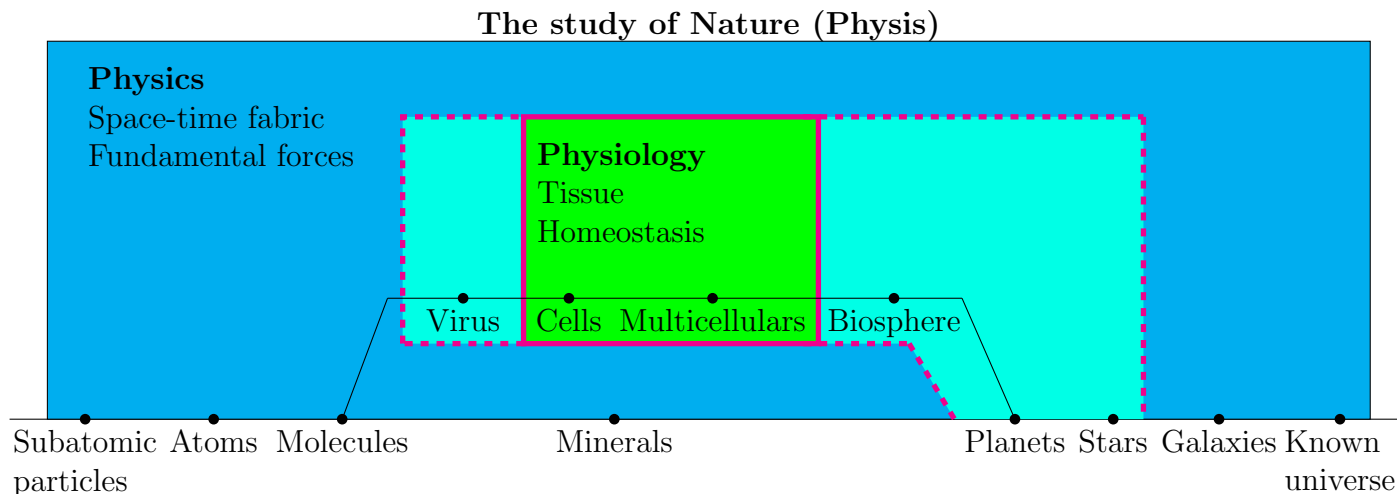 The study of Nature (Physis)
Physics
Space-time fabric
Fundamental forces
Physiology
Tissue
Homeostasis
Virus Cells Multicellulars Biosphere
Subatomic Atoms Molecules Minerals Planets Stars Galaxies Known
particles universe